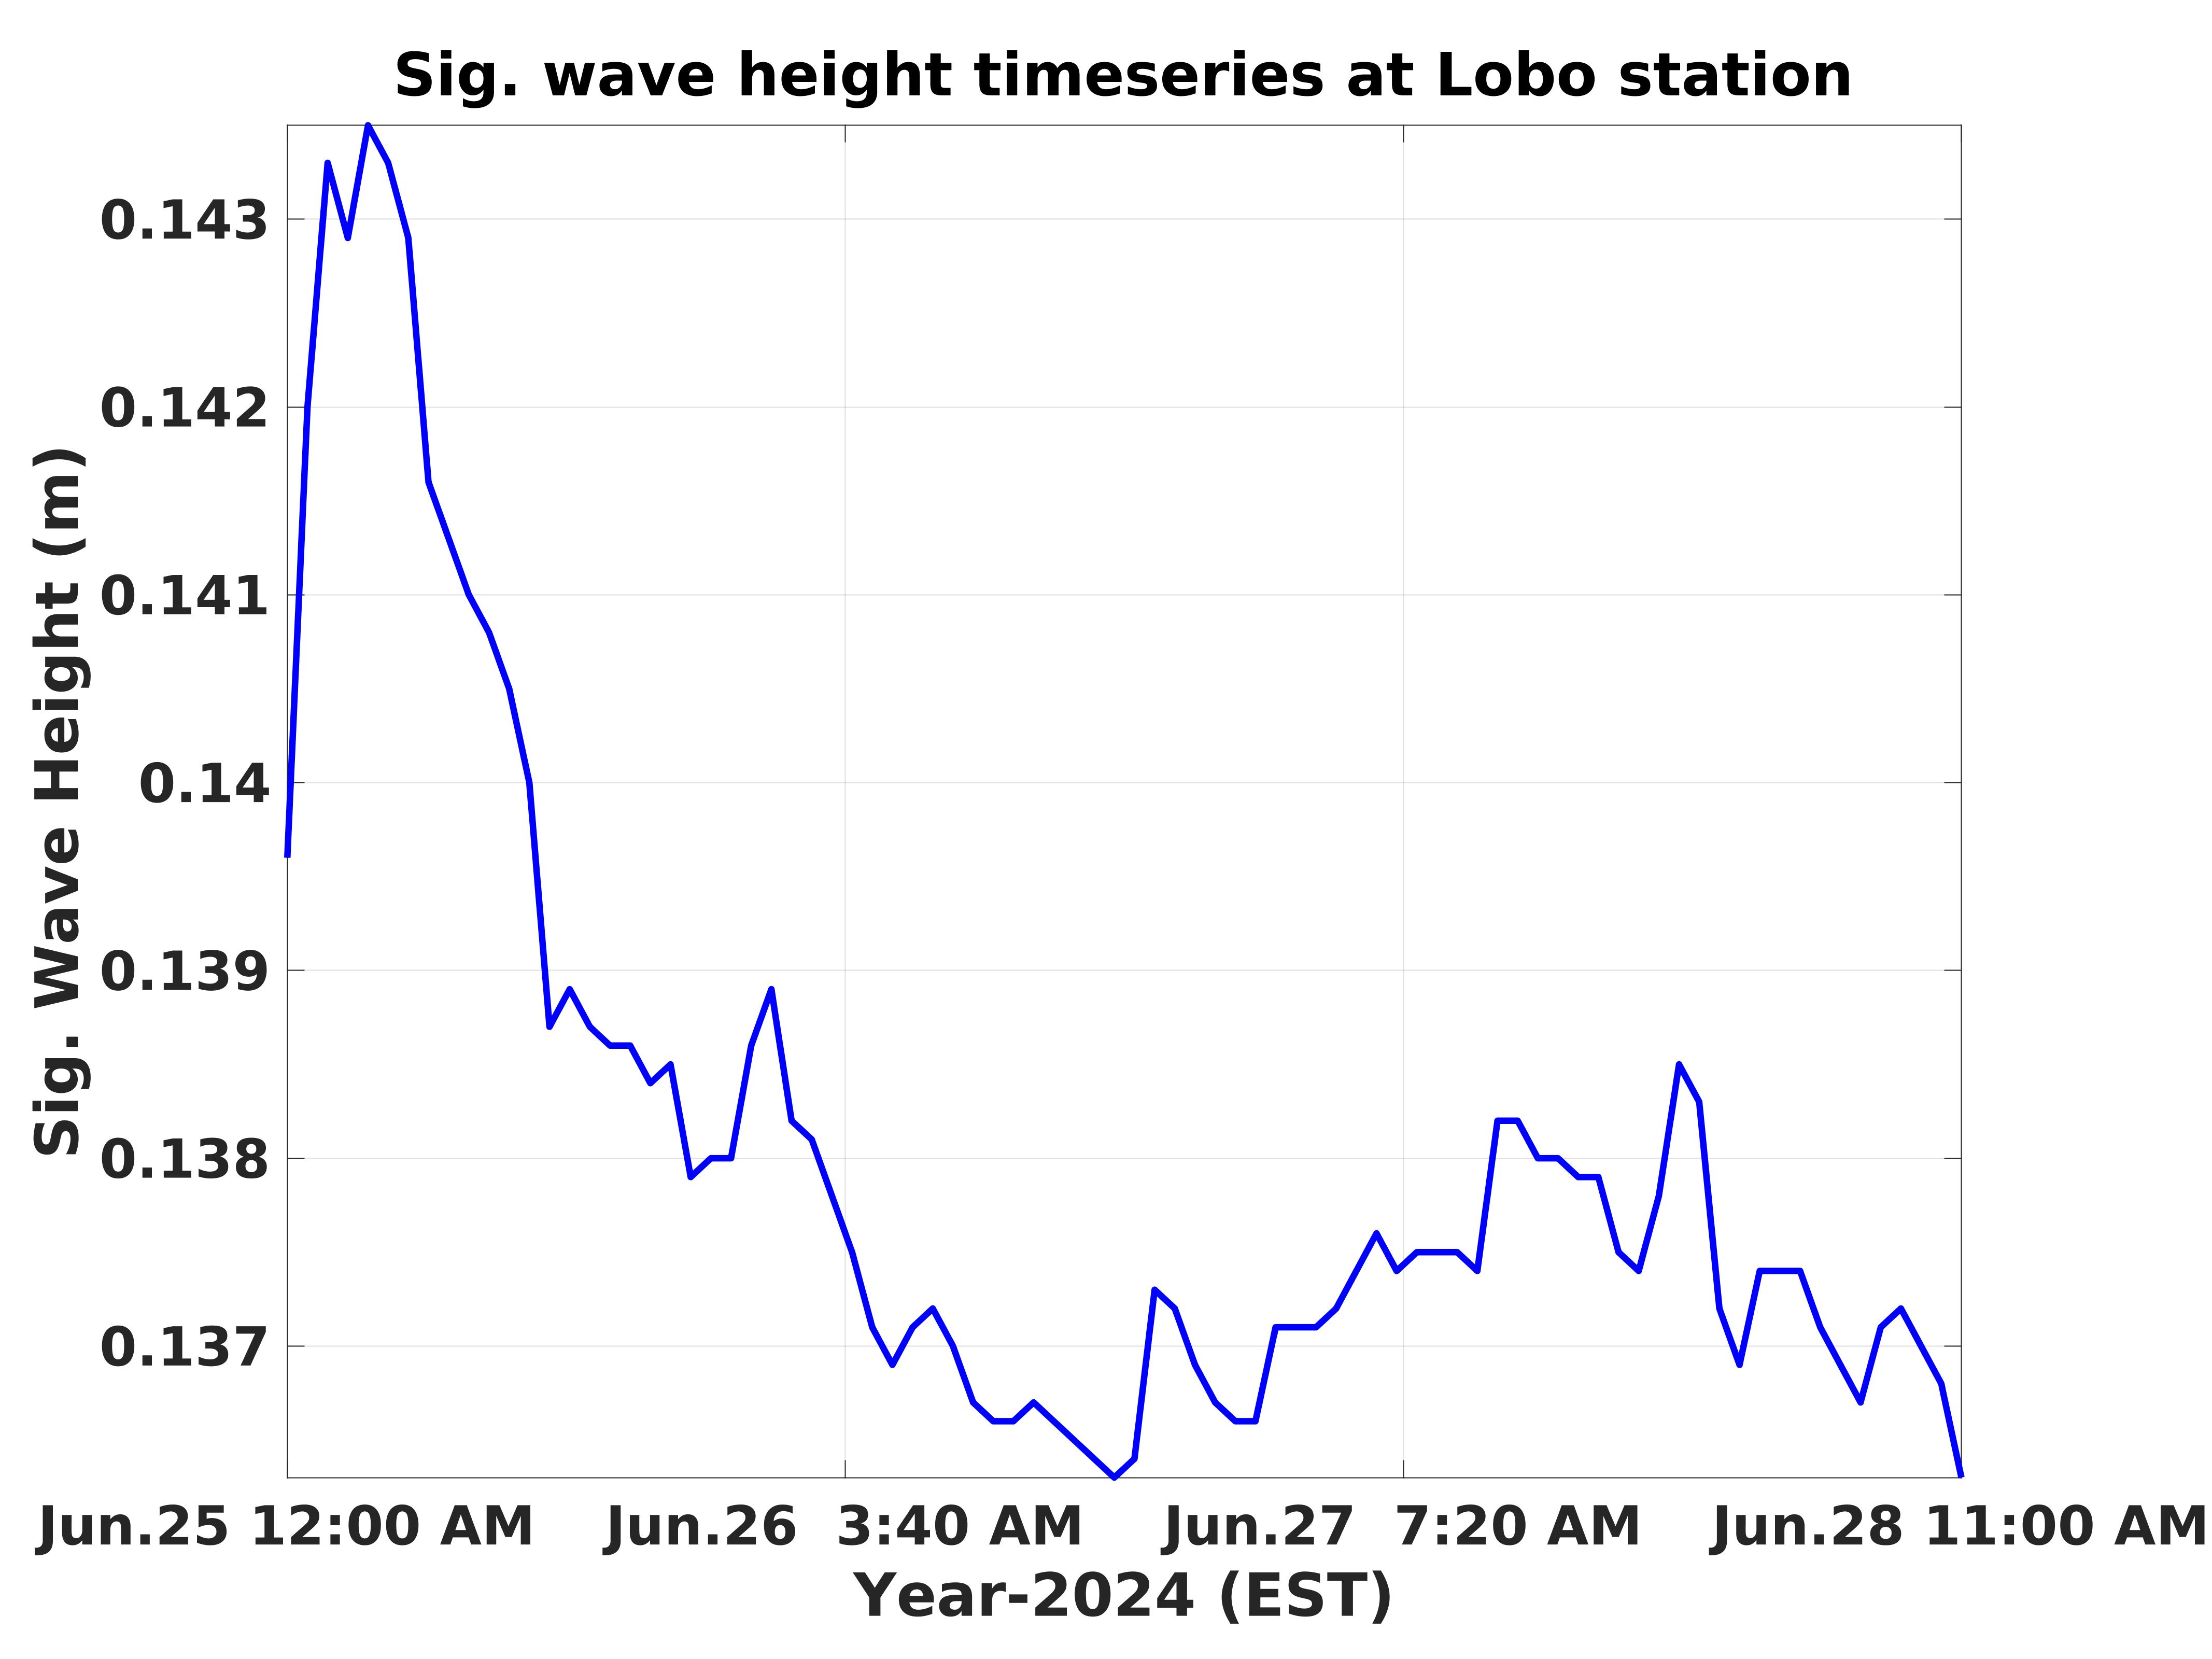 Sig. wave height timeseries at Lobo station
Sig. Wave Height (m)
0.143
0.142
0.141
0.14
0.139
0.138
0.137
Jun.25 12:00 AM Jun.26 3:40 AM Jun.27 7:20 AM Jun.28 11:00 AM
Year-2024 (EST)